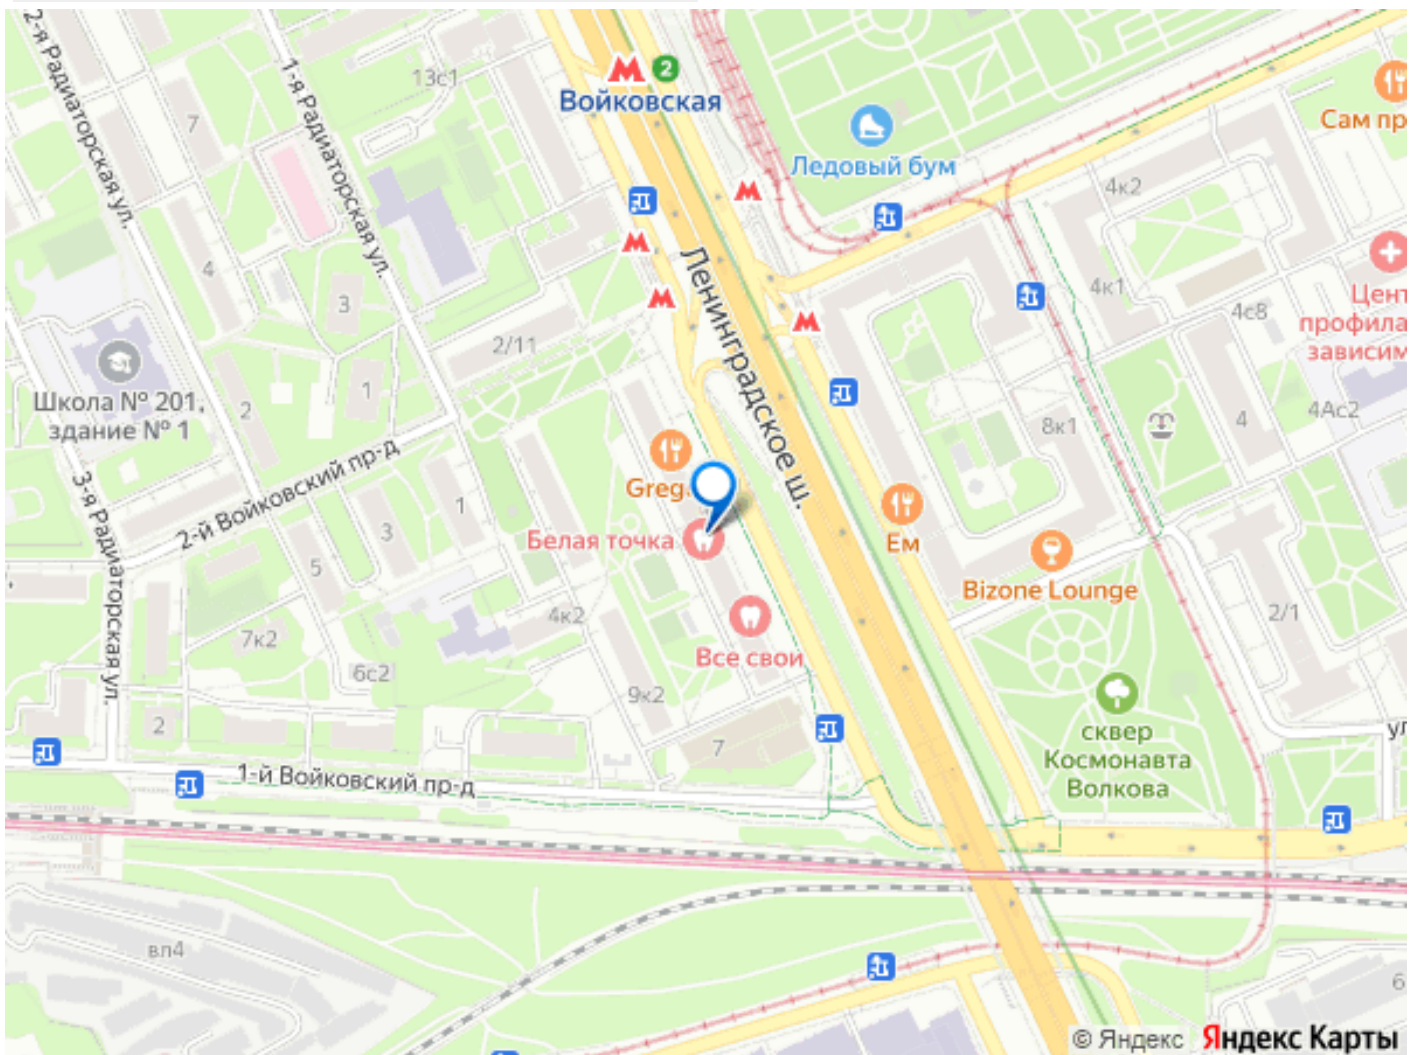 2-я Радиаторская ул.
1-я Радиаторская ул.
13с1
7
2
Войковская
Ледовый бум
Сам пр
4к2
4к1
4с8
Цент
профила
зависим
4
3
2/11
1
2
Школа № 201,
здание № 1
Ленинградское ш.
8к1
4
4Ас2
2-й Войковский пр-д
3-я Радиаторская ул.
1
3
5
Grega
Белая точка
Ем
Bizone Lounge
2/1
7к2
6с2
4к2
Все свои
9к2
2
7
сквер
Космонавта
Волкова
ул
1-й Войковский пр-д
вл4
6
© Яндекс
Яндекс Карты